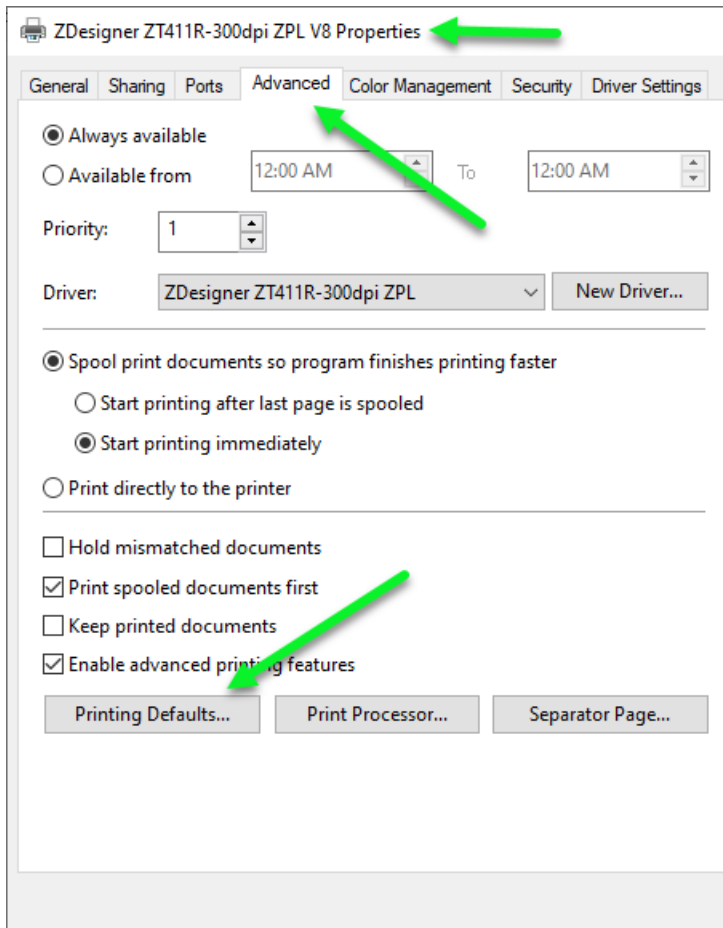 ZDesigner ZT411R-300dpi ZPL V8 Properties
General Sharing Ports Advanced Color Management Security Driver Settings
Always available
Available from 12:00 AM To 12:00 AM
Priority: 1
Driver: ZDesigner ZT411R-300dpi ZPL New Driver...
Spool print documents so program finishes printing faster
Start printing after last page is spooled
Start printing immediately
Print directly to the printer
Hold mismatched documents
Print spooled documents first
Keep printed documents
Enable advanced printing features
Printing Defaults... Print Processor... Separator Page...